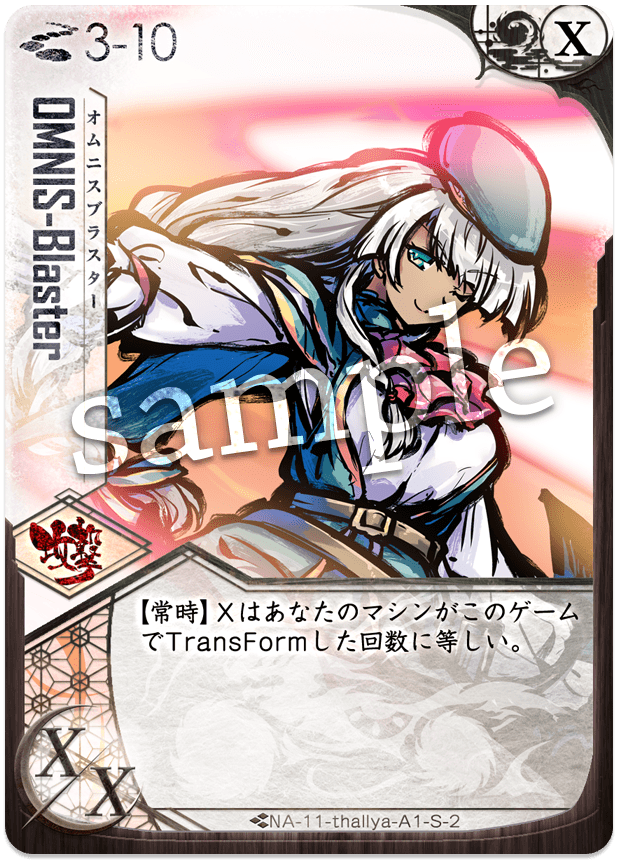 3-10
X
オムニスブラスター
OMNIS-Blaster
sample
攻撃
【常時】Xはあなたのマシンがこのゲーム
でTransFormした回数に等しい。
X/X
NA-11-thallya-A1-S-2